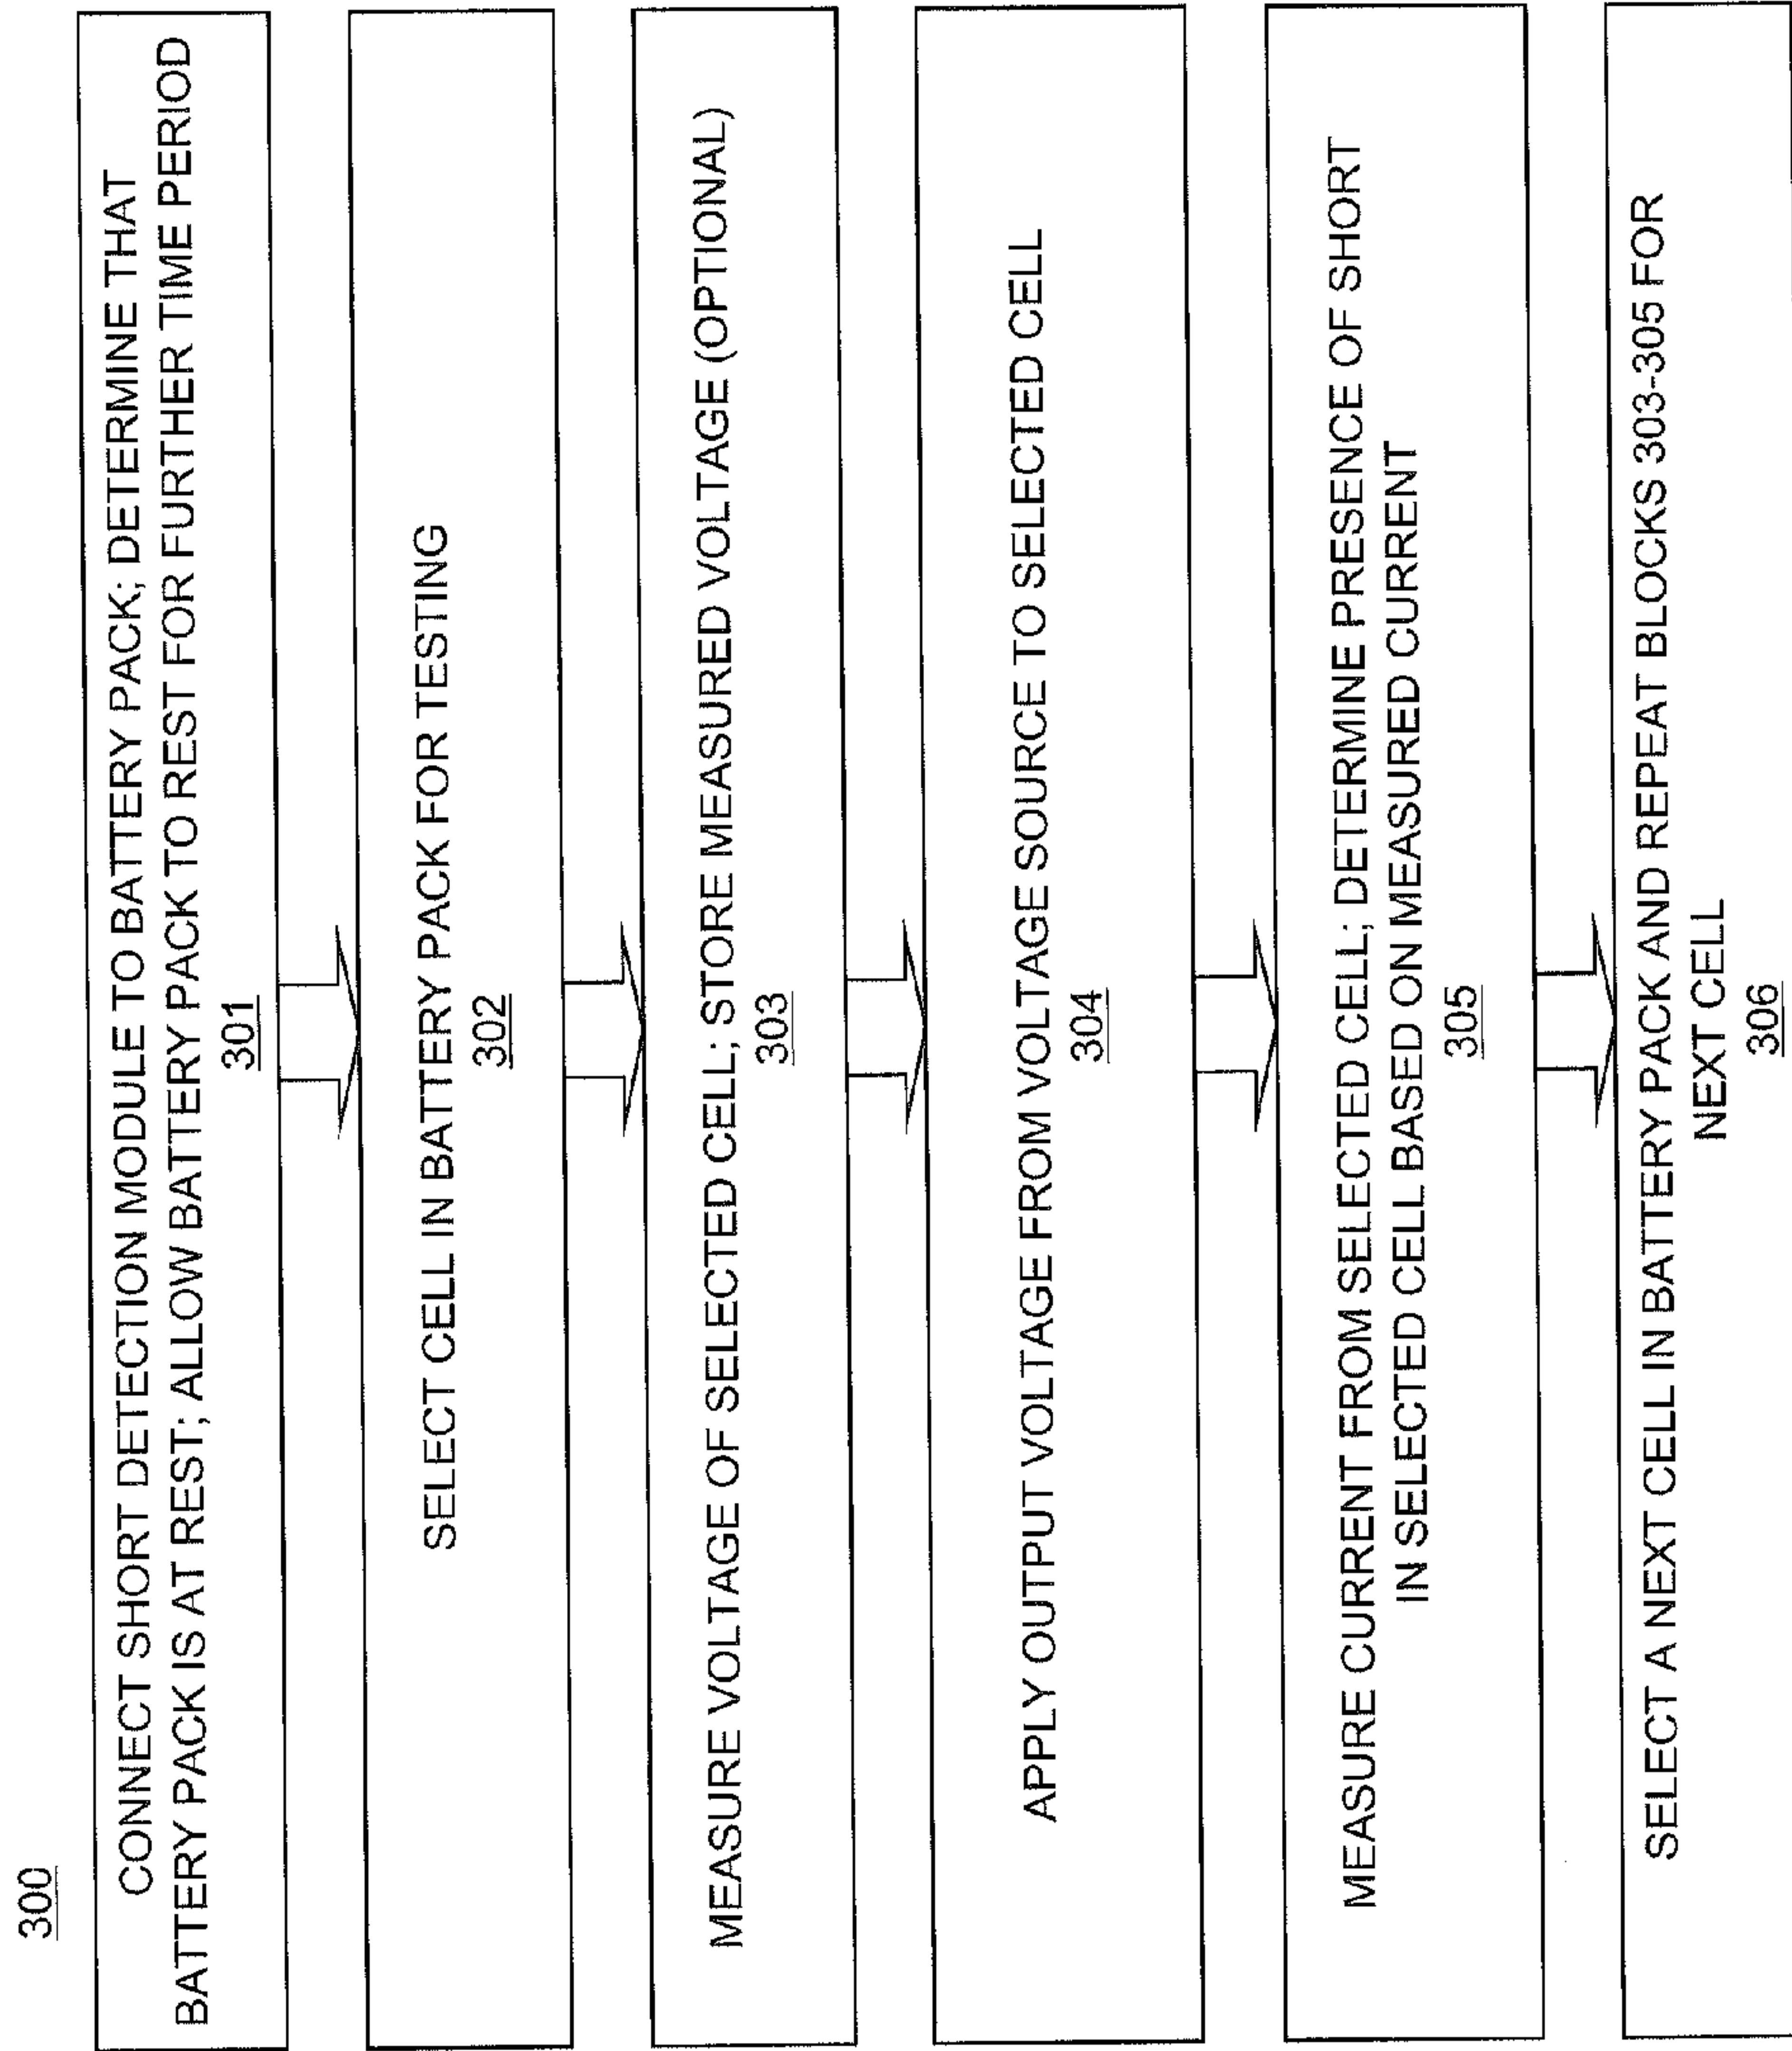 300
CONNECT SHORT DETECTION MODULE TO BATTERY PACK; DETERMINE THAT
BATTERY PACK IS AT REST; ALLOW BATTERY PACK TO REST FOR FURTHER TIME PERIOD
301
SELECT CELL IN BATTERY PACK FOR TESTING
302
MEASURE VOLTAGE OF SELECTED CELL; STORE MEASURED VOLTAGE (OPTIONAL)
303
APPLY OUTPUT VOLTAGE FROM VOLTAGE SOURCE TO SELECTED CELL
304
MEASURE CURRENT FROM SELECTED CELL; DETERMINE PRESENCE OF SHORT
IN SELECTED CELL BASED ON MEASURED CURRENT
305
SELECT A NEXT CELL IN BATTERY PACK AND REPEAT BLOCKS 303-305 FOR
NEXT CELL
306